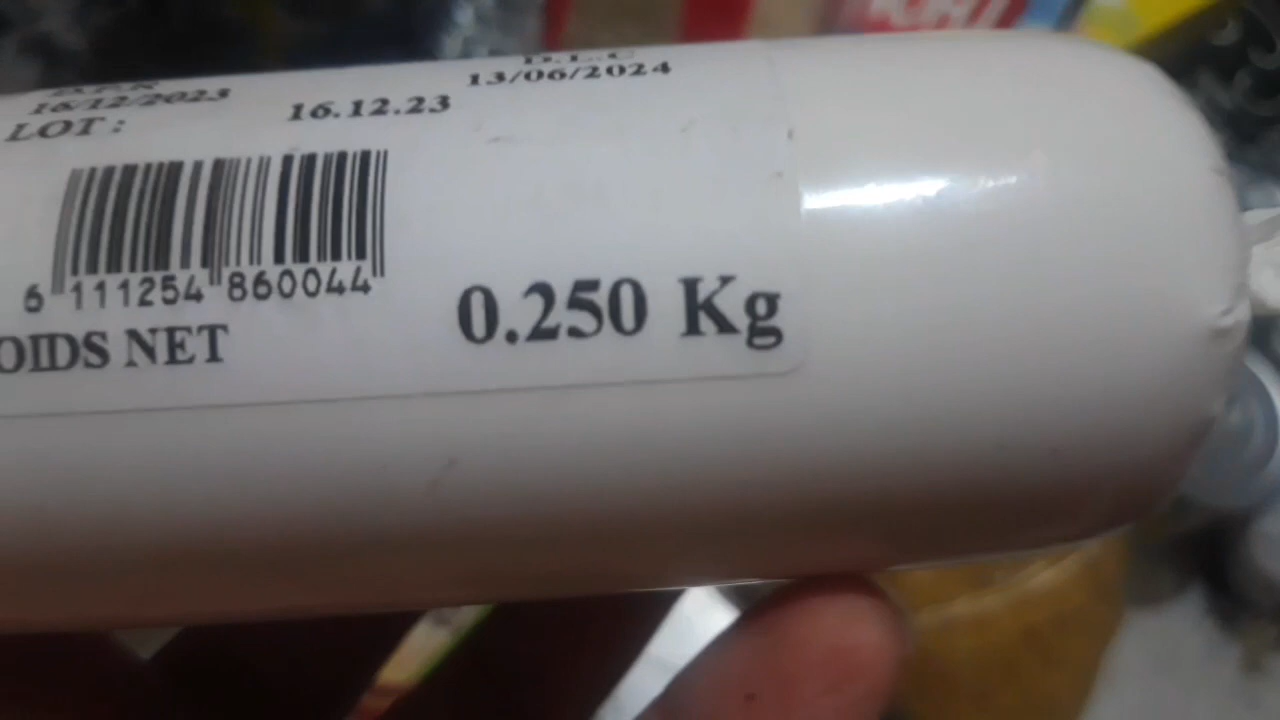 D.L.C
13/06/2024
16/12/2023
LOT : 16.12.23
6 111254 860044
OIDS NET 0.250 Kg